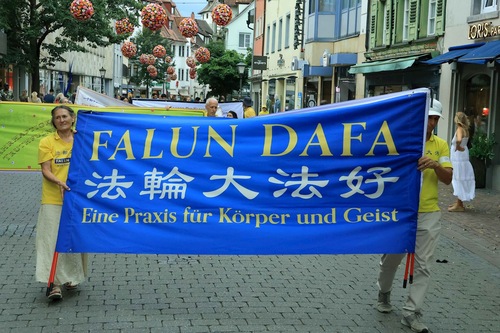 FALUN DAFA
法輪大法好
Eine Praxis für Körper und Geist